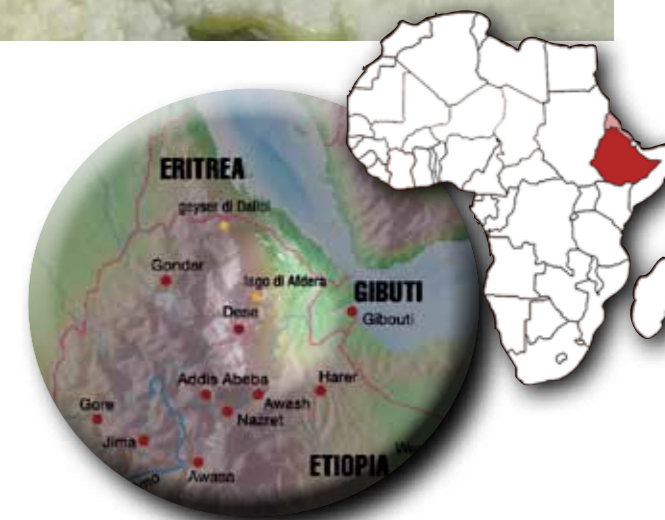 ERITREA
geyser di Dallol
Gonder
lago di Afdera
GIBUTI
Dese
Gibouti
Addis Abeba
Harer
Gore
Awash
Nazret
Jima
ETIOPIA
Awasa